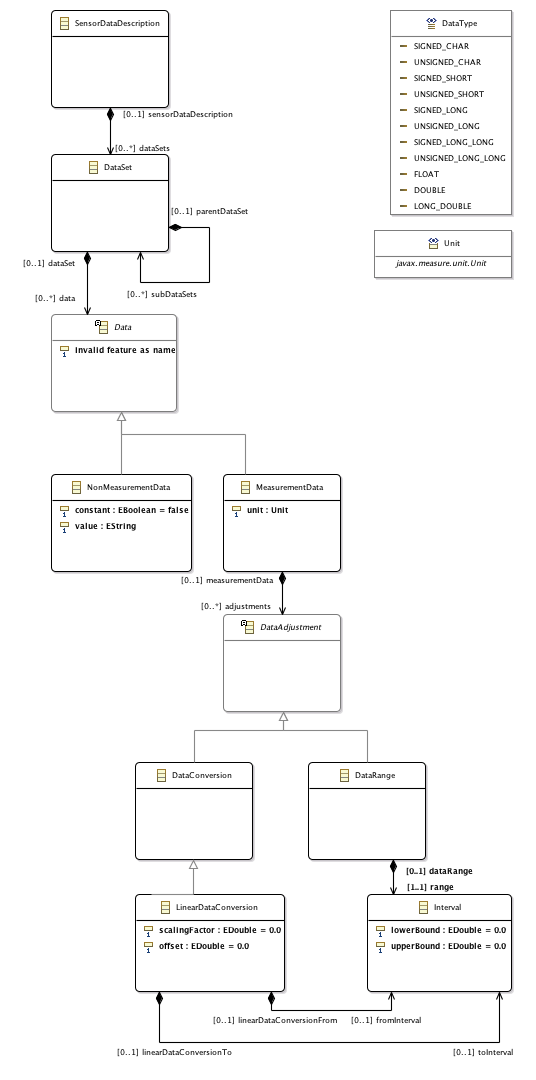 SensorDataDescription
[0..1] sensorDataDescription
[0..*] dataSets
DataSet
[0..1] parentDataSet
[0..*] subDataSets
[0..1] dataSet
[0..*] data
DataType
SIGNED_CHAR
UNSIGNED_CHAR
SIGNED_SHORT
UNSIGNED_SHORT
SIGNED_LONG
UNSIGNED_LONG
SIGNED_LONG_LONG
UNSIGNED_LONG_LONG
FLOAT
DOUBLE
LONG_DOUBLE
Unit
javax.measure.unit.Unit
Data
Invalid feature as name
NonMeasurementData
constant : EBoolean = false
value : EString
MeasurementData
unit : Unit
[0..1] measurementData
[0..*] adjustments
DataAdjustment
DataConversion
DataRange
[0..1] dataRange
[1..1] range
LinearDataConversion
scalingFactor : EDouble = 0.0
offset : EDouble = 0.0
Interval
lowerBound : EDouble = 0.0
upperBound : EDouble = 0.0
[0..1] linearDataConversionFrom
[0..1] fromInterval
[0..1] linearDataConversionTo
[0..1] toInterval